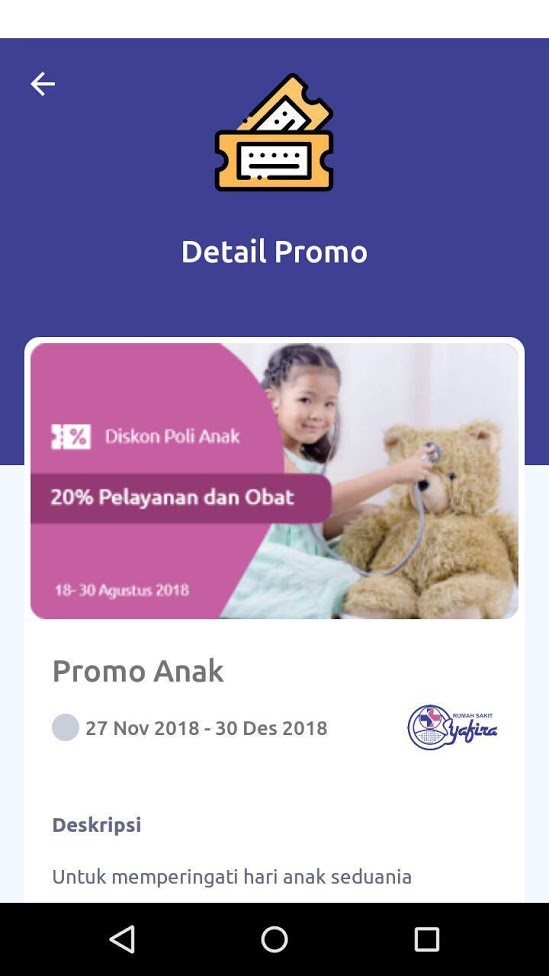 Detail Promo
% Diskon Poli Anak
20% Pelayanan dan Obat
18- 30 Agustus 2018
Promo Anak
27 Nov 2018 - 30 Des 2018
RUMAH SAKIT
Syafira
Deskripsi
Untuk memperingati hari anak seduania